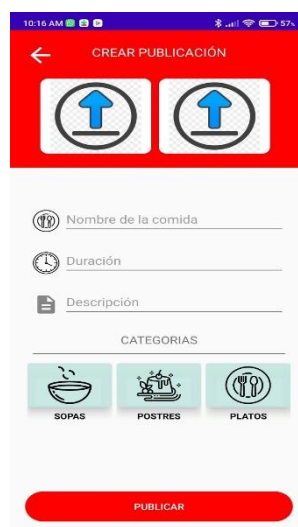 10:16 AM 57%
CREAR PUBLICACIÓN
Nombre de la comida
Duración
Descripción
CATEGORIAS
SOPAS POSTRES PLATOS
PUBLICAR